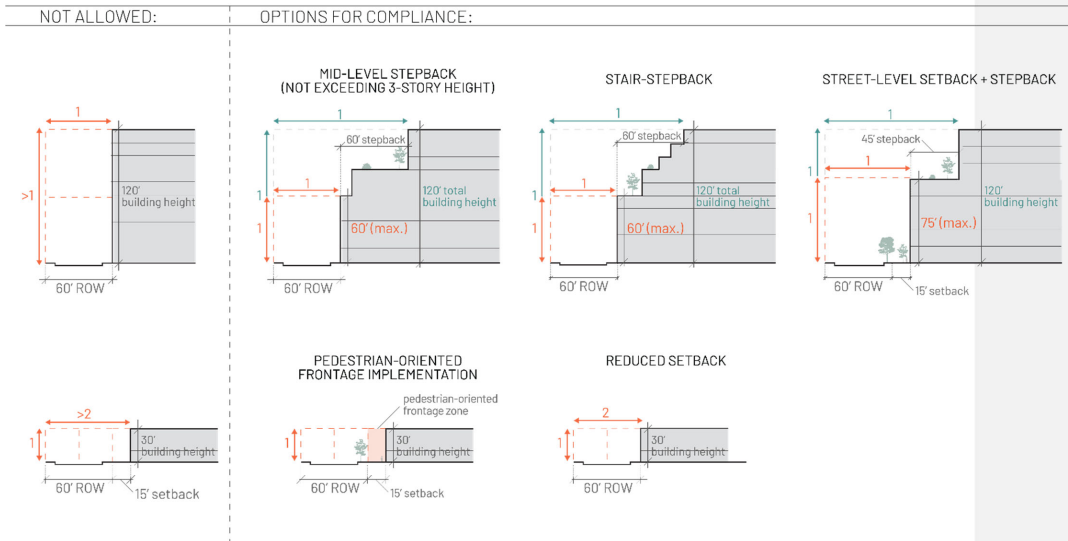 NOT ALLOWED:
OPTIONS FOR COMPLIANCE:
1
>1
120'
building height
60' ROW
MID-LEVEL STEPBACK
(NOT EXCEEDING 3-STORY HEIGHT)
1
60' stepback
1
1
1
120' total
building height
60' (max.)
60' ROW
STAIR-STEPBACK
1
60' stepback
1
1
1
120' total
building height
60' (max.)
60' ROW
STREET-LEVEL SETBACK + STEPBACK
1
45' stepback
1
1
1
120'
building height
75' (max.)
60' ROW
15' setback
>2
1
30'
building height
60' ROW
15' setback
PEDESTRIAN-ORIENTED
FRONTAGE IMPLEMENTATION
pedestrian-oriented
frontage zone
1
30'
building height
60' ROW
15' setback
REDUCED SETBACK
2
1
30'
building height
60' ROW